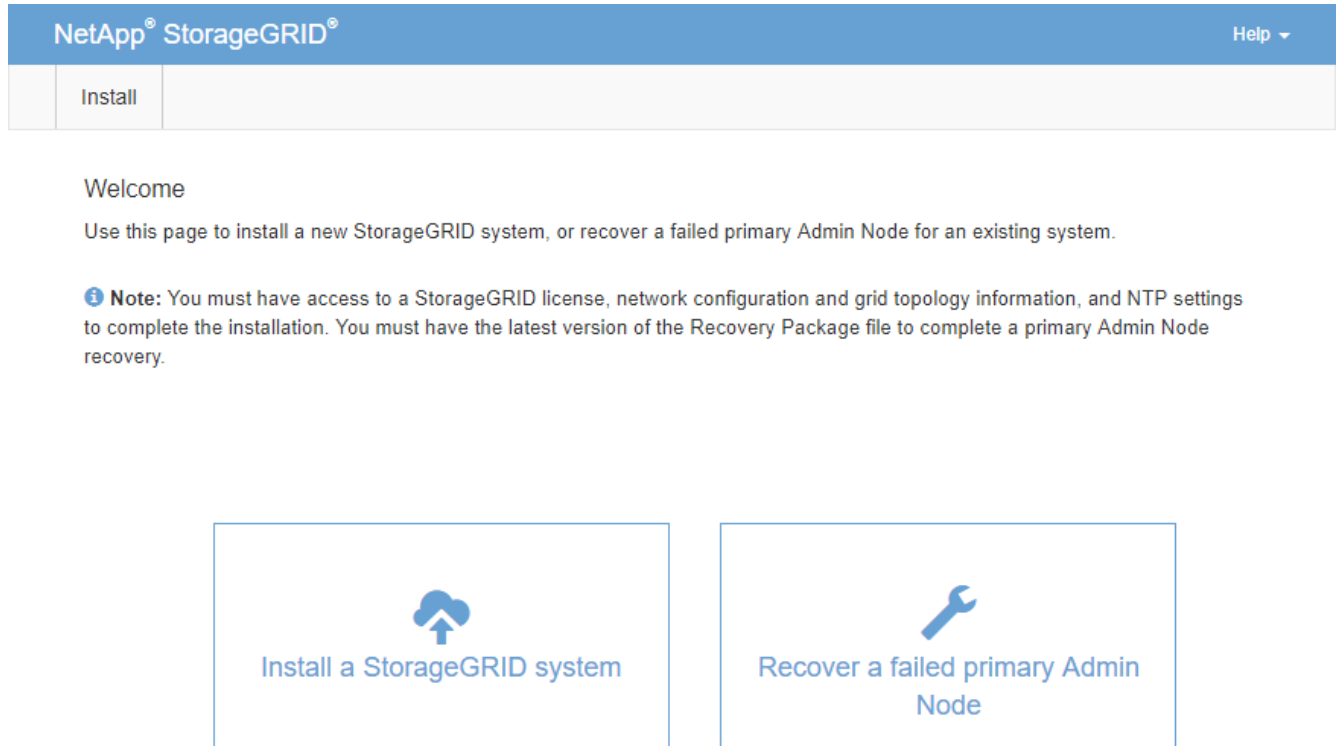 NetApp® StorageGRID®
Help
Install
Welcome
Use this page to install a new StorageGRID system, or recover a failed primary Admin Node for an existing system.
Note: You must have access to a StorageGRID license, network configuration and grid topology information, and NTP settings
to complete the installation. You must have the latest version of the Recovery Package file to complete a primary Admin Node
recovery.
Install a StorageGRID system
Recover a failed primary Admin
Node